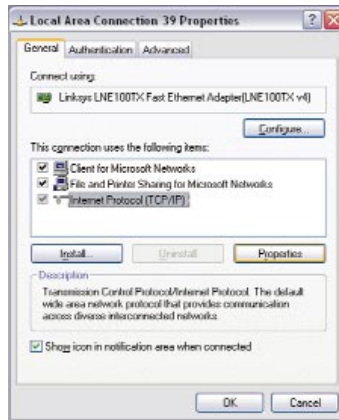 Local Area Connection 39 Properties
General Authentication Advanced
Connect using:
Linksys LNE100TX Fast Ethernet Adapter(LNE100TX v4)
Configure...
This connection uses the following items:
Client for Microsoft Networks
File and Printer Sharing for Microsoft Networks
Internet Protocol (TCP/IP)
Install... Uninstall Properties
Description
Transmission Control Protocol/Internet Protocol. The default
wide area network protocol that provides communication
across diverse interconnected networks.
Show icon in notification area when connected
OK Cancel